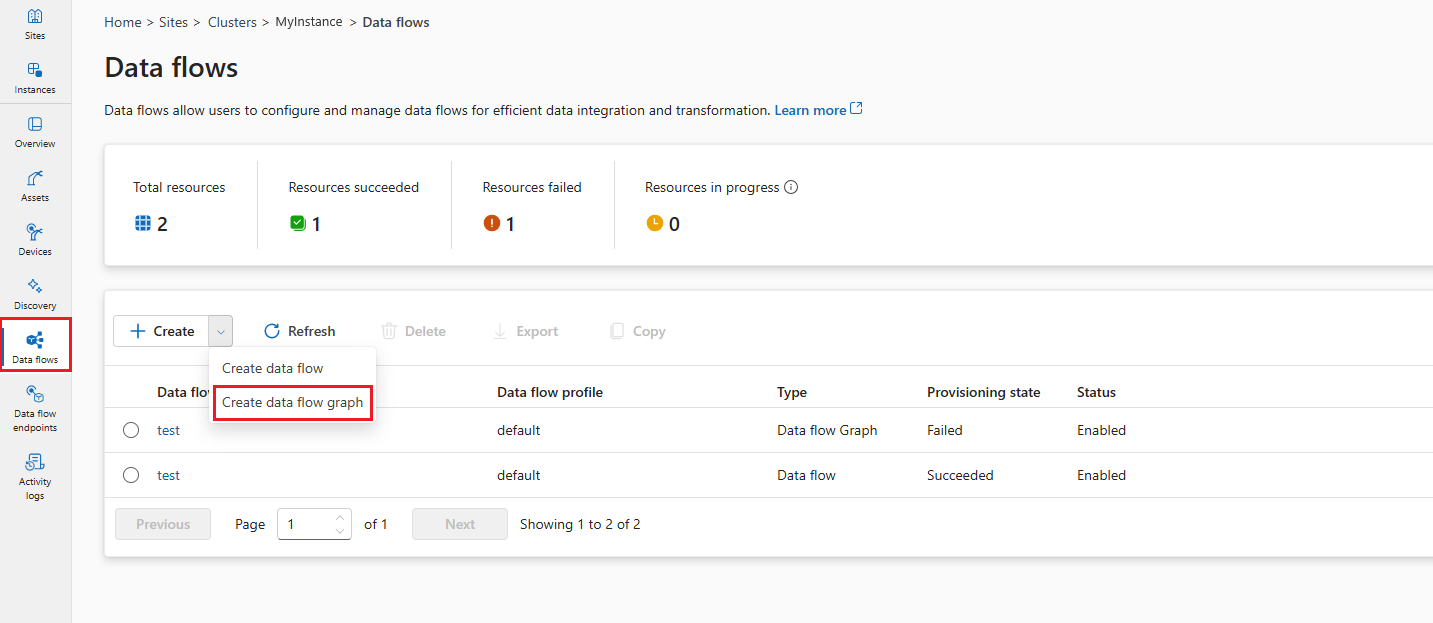 Sites
Instances
Overview
Assets
Devices
Discovery
Data flows
Data flow
endpoints
Activity
logs
Home > Sites > Clusters > MyInstance > Data flows
Data flows
Data flows allow users to configure and manage data flows for efficient data integration and transformation. Learn more
Total resources Resources succeeded Resources failed Resources in progress
2 1 1 0
Create Refresh Delete Export Copy
Create data flow
Create data flow graph
Data flo Data flow profile Type Provisioning state Status
test default Data flow Graph Failed Enabled
test default Data flow Succeeded Enabled
Previous Page 1 of 1 Next Showing 1 to 2 of 2